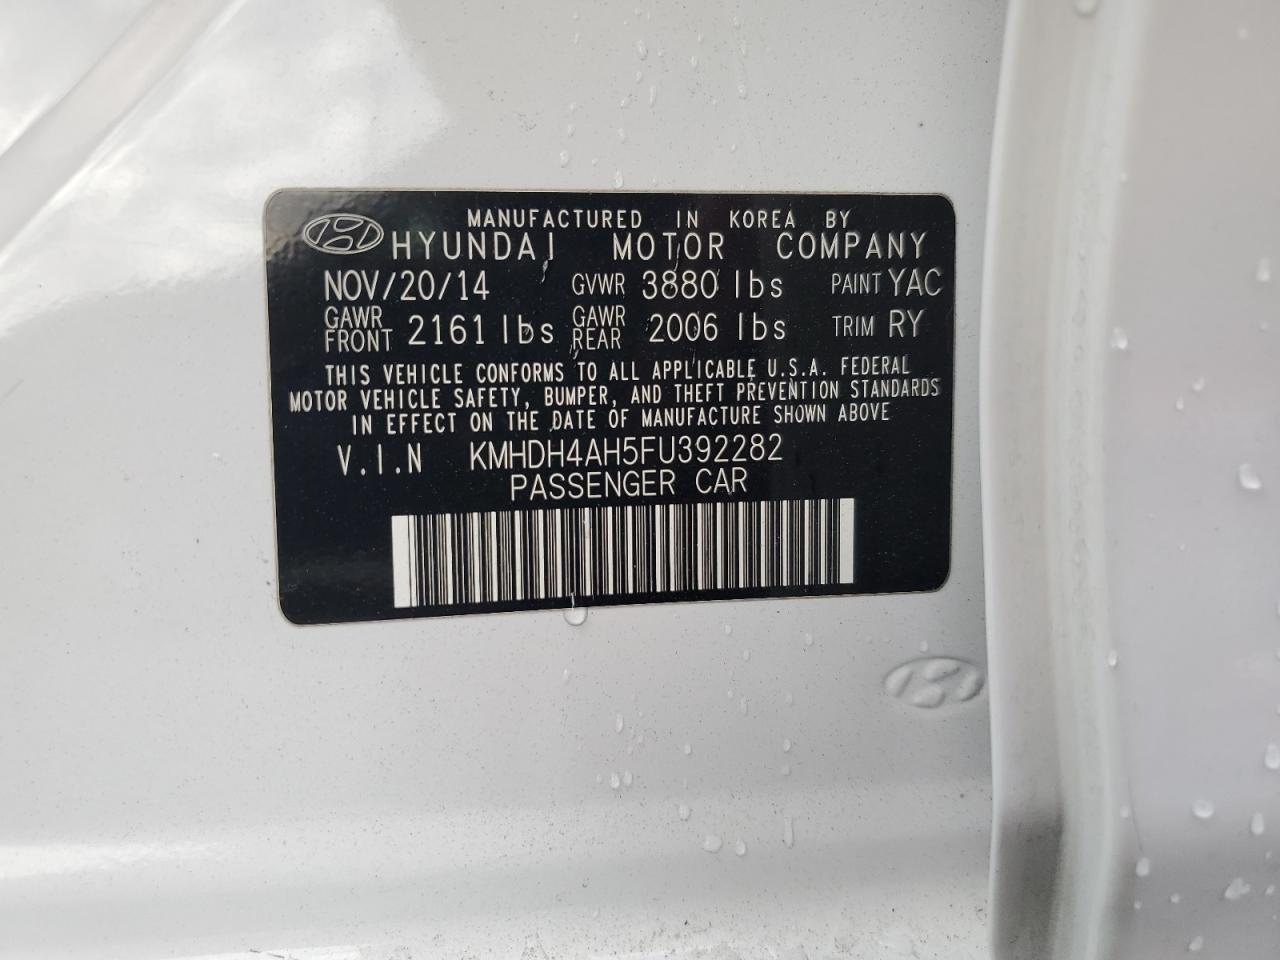 MANUFACTURED IN KOREA BY
HYUNDAI MOTOR COMPANY
NOV/20/14 GVWR 3880 lbs PAINT YAC
GAWR FRONT 2161 lbs GAWR REAR 2006 lbs TRIM RY
THIS VEHICLE CONFORMS TO ALL APPLICABLE U.S.A. FEDERAL
MOTOR VEHICLE SAFETY, BUMPER, AND THEFT PREVENTION STANDARDS
IN EFFECT ON THE DATE OF MANUFACTURE SHOWN ABOVE
V.I.N KMHDH4AH5FU392282
PASSENGER CAR